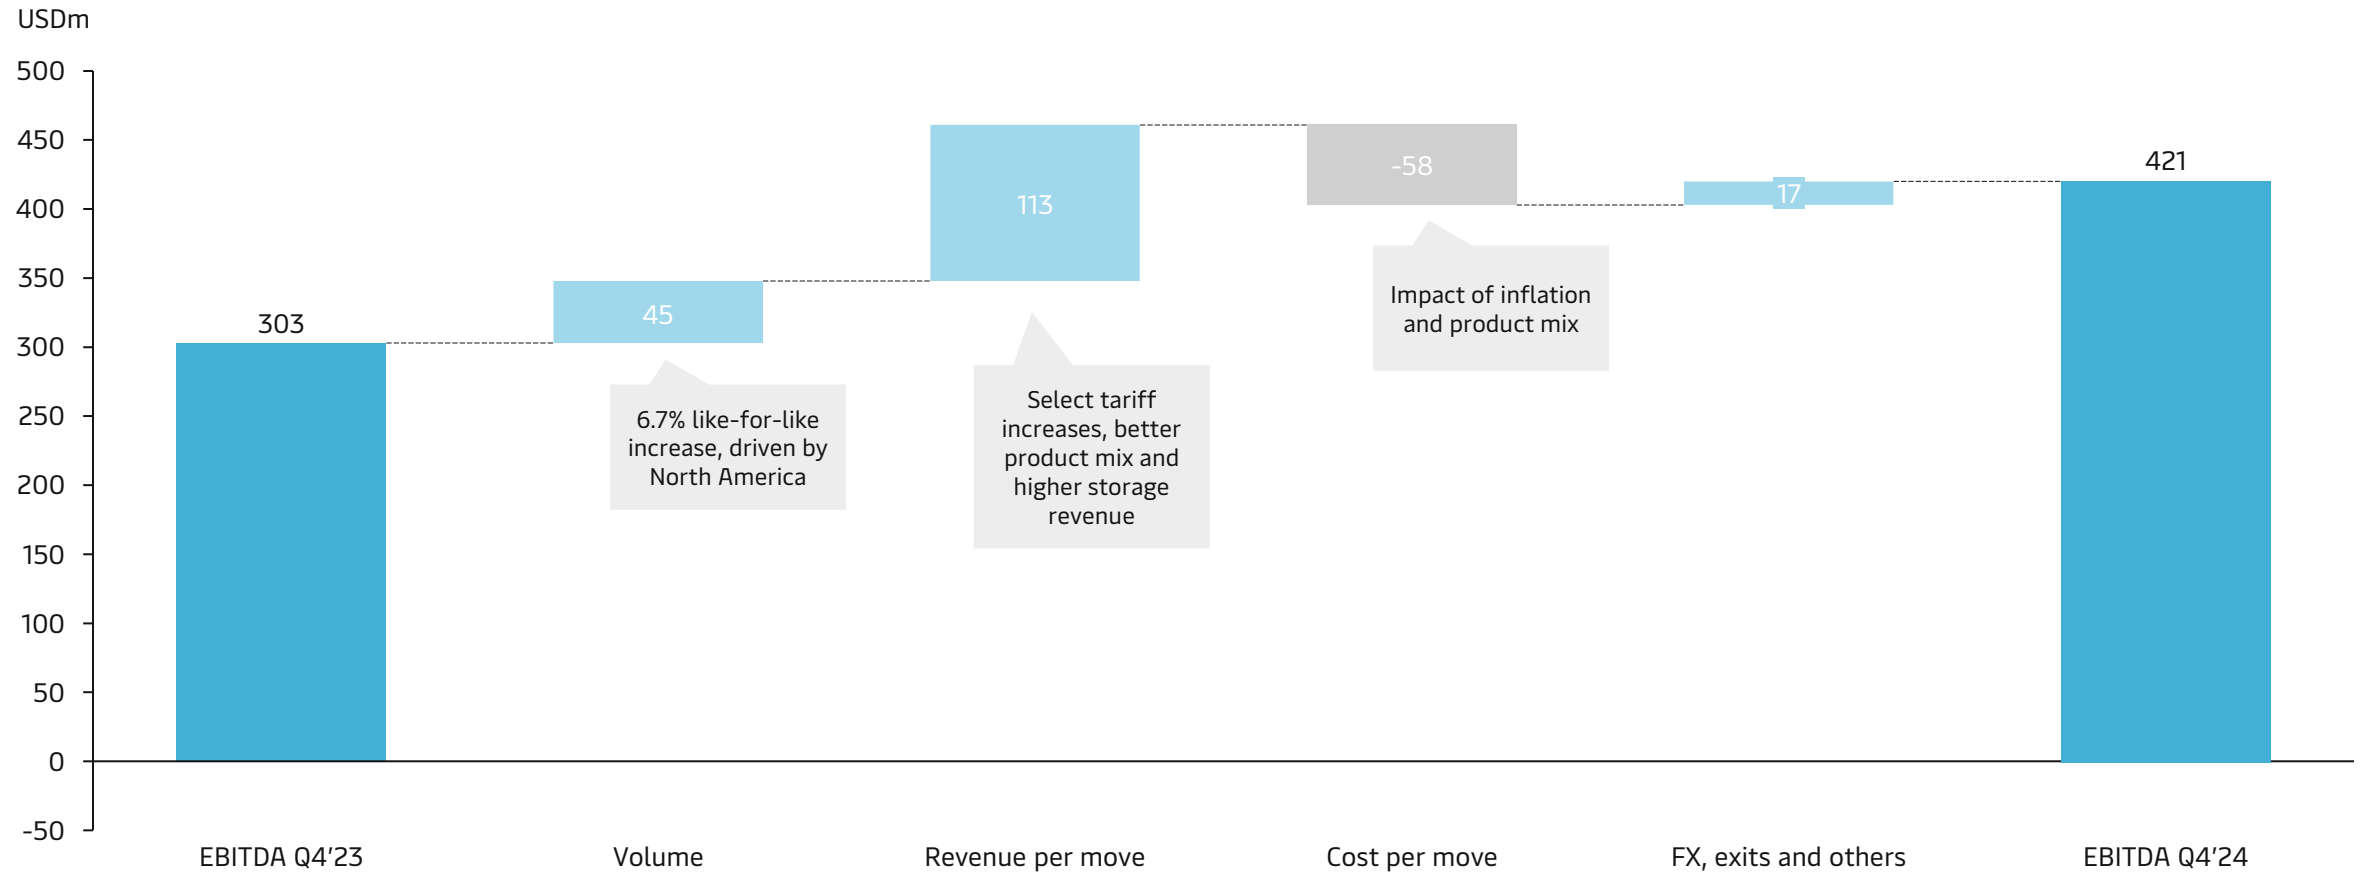 USDm
500
450
400
350
300
250
200
150
100
50
0
-50
303
45
113
-58
17
421
6.7% like-for-like
increase, driven by
North America
Select tariff
increases, better
product mix and
higher storage
revenue
Impact of inflation
and product mix
EBITDA Q4'23
Volume
Revenue per move
Cost per move
FX, exits and others
EBITDA Q4'24